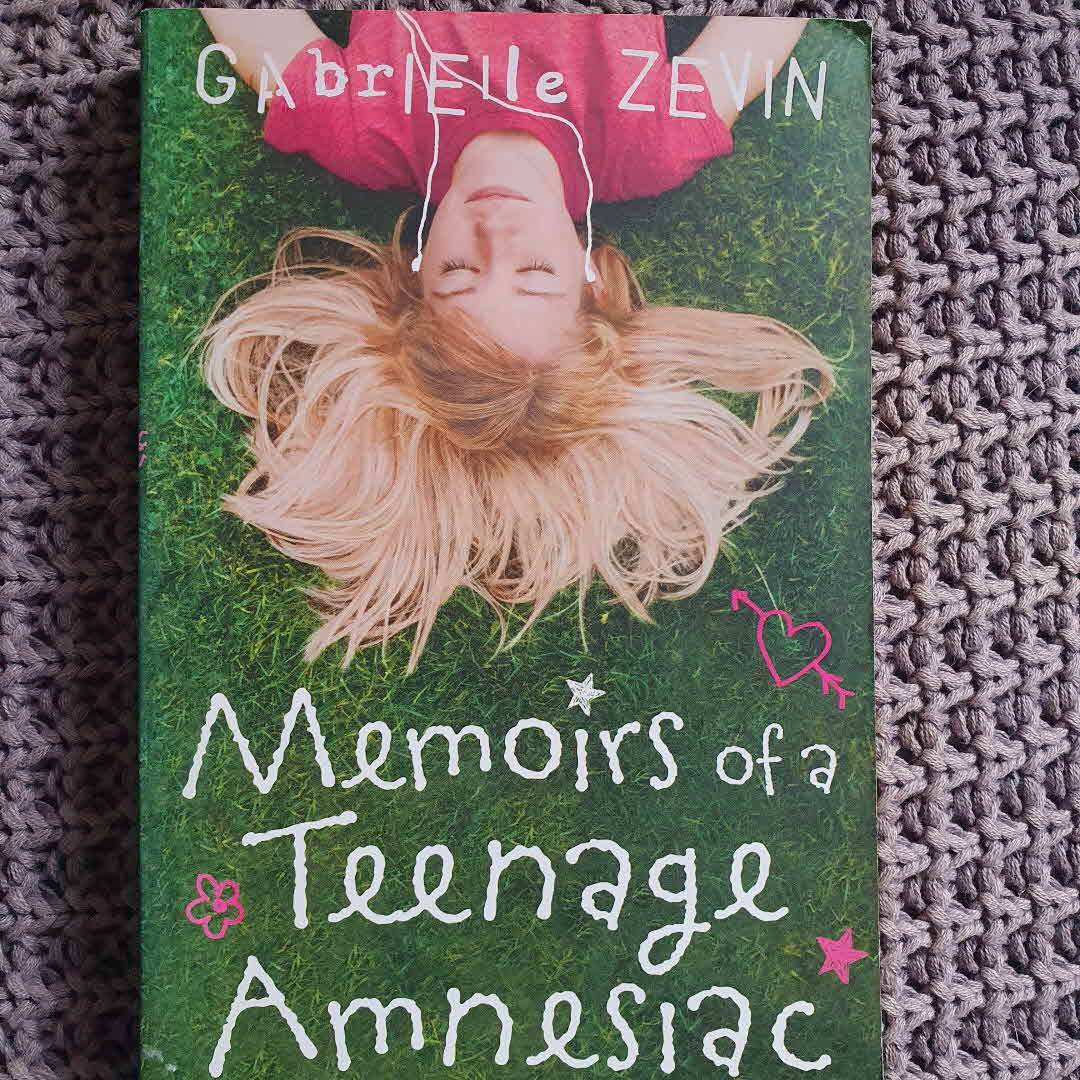 GAbrIElle ZEVIN
Memoirs of a
Teenage
Amnesiac